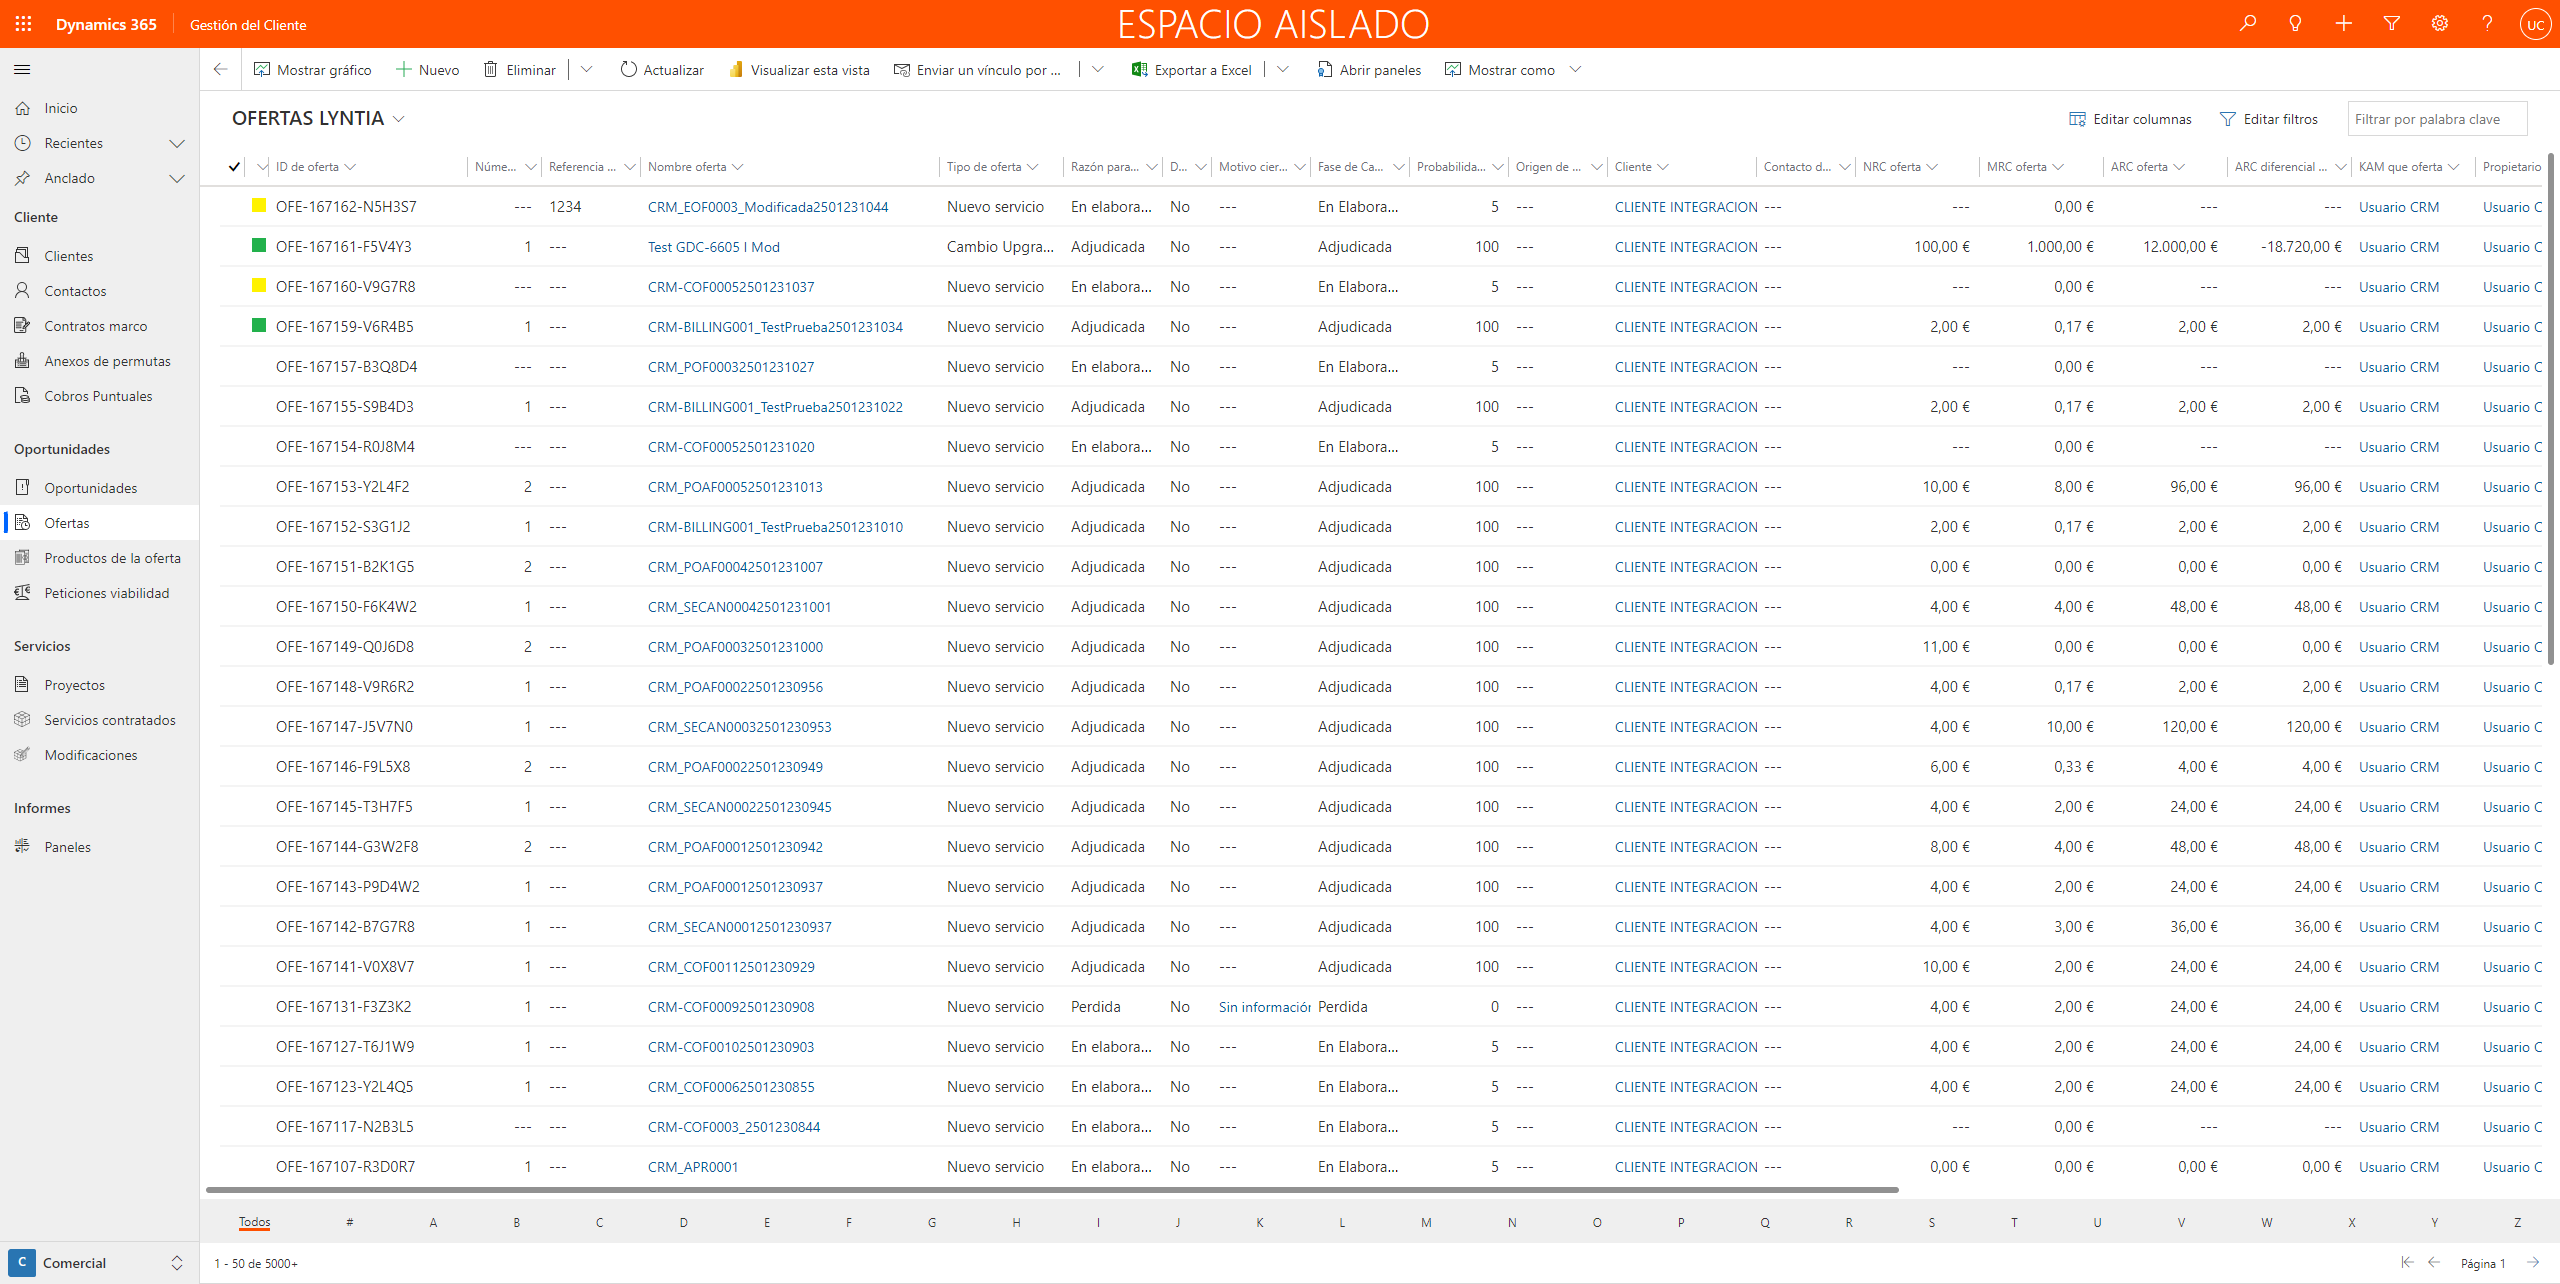 Dynamics 365 Gestión del Cliente ESPACIO AISLADO UC
Mostrar gráfico Nuevo Eliminar Actualizar Visualizar esta vista Enviar un vínculo por ... Exportar a Excel Abrir paneles Mostrar como
Inicio
Recientes
Anclado
Cliente
Clientes
Contactos
Contratos marco
Anexos de permutas
Cobros Puntuales
Oportunidades
Oportunidades
Ofertas
Productos de la oferta
Peticiones viabilidad
Servicios
Proyectos
Servicios contratados
Modificaciones
Informes
Paneles
C Comercial
OFERTAS LYNTIA Editar columnas Editar filtros Filtrar por palabra clave
ID de oferta Núme... Referencia ... Nombre oferta Tipo de oferta Razón para... D... Motivo cier... Fase de Ca... Probabilida... Origen de ... Cliente Contacto d... NRC oferta MRC oferta ARC oferta ARC diferencial ... KAM que oferta Propietario
OFE-167162-N5H3S7 --- 1234 CRM_EOF0003_Modificada2501231044 Nuevo servicio En elabora... No --- En Elabora... 5 --- CLIENTE INTEGRACION --- --- 0,00 € --- --- Usuario CRM Usuario C
OFE-167161-F5V4Y3 1 --- Test GDC-6605 I Mod Cambio Upgra... Adjudicada No --- Adjudicada 100 --- CLIENTE INTEGRACION --- 100,00 € 1.000,00 € 12.000,00 € -18.720,00 € Usuario CRM Usuario C
OFE-167160-V9G7R8 --- --- CRM-COF00052501231037 Nuevo servicio En elabora... No --- En Elabora... 5 --- CLIENTE INTEGRACION --- --- 0,00 € --- --- Usuario CRM Usuario C
OFE-167159-V6R4B5 1 --- CRM-BILLING001_TestPrueba2501231034 Nuevo servicio Adjudicada No --- Adjudicada 100 --- CLIENTE INTEGRACION --- 2,00 € 0,17 € 2,00 € 2,00 € Usuario CRM Usuario C
OFE-167157-B3Q8D4 --- --- CRM_POF00032501231027 Nuevo servicio En elabora... No --- En Elabora... 5 --- CLIENTE INTEGRACION --- --- 0,00 € --- --- Usuario CRM Usuario C
OFE-167155-S9B4D3 1 --- CRM-BILLING001_TestPrueba2501231022 Nuevo servicio Adjudicada No --- Adjudicada 100 --- CLIENTE INTEGRACION --- 2,00 € 0,17 € 2,00 € 2,00 € Usuario CRM Usuario C
OFE-167154-R0J8M4 --- --- CRM-COF00052501231020 Nuevo servicio En elabora... No --- En Elabora... 5 --- CLIENTE INTEGRACION --- --- 0,00 € --- --- Usuario CRM Usuario C
OFE-167153-Y2L4F2 2 --- CRM_POAF00052501231013 Nuevo servicio Adjudicada No --- Adjudicada 100 --- CLIENTE INTEGRACION --- 10,00 € 8,00 € 96,00 € 96,00 € Usuario CRM Usuario C
OFE-167152-S3G1J2 1 --- CRM-BILLING001_TestPrueba2501231010 Nuevo servicio Adjudicada No --- Adjudicada 100 --- CLIENTE INTEGRACION --- 2,00 € 0,17 € 2,00 € 2,00 € Usuario CRM Usuario C
OFE-167151-B2K1G5 2 --- CRM_POAF00042501231007 Nuevo servicio Adjudicada No --- Adjudicada 100 --- CLIENTE INTEGRACION --- 0,00 € 0,00 € 0,00 € 0,00 € Usuario CRM Usuario C
OFE-167150-F6K4W2 1 --- CRM_SECAN00042501231001 Nuevo servicio Adjudicada No --- Adjudicada 100 --- CLIENTE INTEGRACION --- 4,00 € 4,00 € 48,00 € 48,00 € Usuario CRM Usuario C
OFE-167149-Q0J6D8 2 --- CRM_POAF00032501231000 Nuevo servicio Adjudicada No --- Adjudicada 100 --- CLIENTE INTEGRACION --- 11,00 € 0,00 € 0,00 € 0,00 € Usuario CRM Usuario C
OFE-167148-V9R6R2 1 --- CRM_POAF00022501230956 Nuevo servicio Adjudicada No --- Adjudicada 100 --- CLIENTE INTEGRACION --- 4,00 € 0,17 € 2,00 € 2,00 € Usuario CRM Usuario C
OFE-167147-J5V7N0 1 --- CRM_SECAN00032501230953 Nuevo servicio Adjudicada No --- Adjudicada 100 --- CLIENTE INTEGRACION --- 4,00 € 10,00 € 120,00 € 120,00 € Usuario CRM Usuario C
OFE-167146-F9L5X8 2 --- CRM_POAF00022501230949 Nuevo servicio Adjudicada No --- Adjudicada 100 --- CLIENTE INTEGRACION --- 6,00 € 0,33 € 4,00 € 4,00 € Usuario CRM Usuario C
OFE-167145-T3H7F5 1 --- CRM_SECAN00022501230945 Nuevo servicio Adjudicada No --- Adjudicada 100 --- CLIENTE INTEGRACION --- 4,00 € 2,00 € 24,00 € 24,00 € Usuario CRM Usuario C
OFE-167144-G3W2F8 2 --- CRM_POAF00012501230942 Nuevo servicio Adjudicada No --- Adjudicada 100 --- CLIENTE INTEGRACION --- 8,00 € 4,00 € 48,00 € 48,00 € Usuario CRM Usuario C
OFE-167143-P9D4W2 1 --- CRM_POAF00012501230937 Nuevo servicio Adjudicada No --- Adjudicada 100 --- CLIENTE INTEGRACION --- 4,00 € 2,00 € 24,00 € 24,00 € Usuario CRM Usuario C
OFE-167142-B7G7R8 1 --- CRM_SECAN00012501230937 Nuevo servicio Adjudicada No --- Adjudicada 100 --- CLIENTE INTEGRACION --- 4,00 € 3,00 € 36,00 € 36,00 € Usuario CRM Usuario C
OFE-167141-V0X8V7 1 --- CRM_COF00112501230929 Nuevo servicio Adjudicada No --- Adjudicada 100 --- CLIENTE INTEGRACION --- 10,00 € 2,00 € 24,00 € 24,00 € Usuario CRM Usuario C
OFE-167131-F3Z3K2 1 --- CRM-COF00092501230908 Nuevo servicio Perdida No Sin información Perdida 0 --- CLIENTE INTEGRACION --- 4,00 € 2,00 € 24,00 € 24,00 € Usuario CRM Usuario C
OFE-167127-T6J1W9 1 --- CRM-COF00102501230903 Nuevo servicio En elabora... No --- En Elabora... 5 --- CLIENTE INTEGRACION --- 4,00 € 2,00 € 24,00 € 24,00 € Usuario CRM Usuario C
OFE-167123-Y2L4Q5 1 --- CRM_COF00062501230855 Nuevo servicio En elabora... No --- En Elabora... 5 --- CLIENTE INTEGRACION --- 4,00 € 2,00 € 24,00 € 24,00 € Usuario CRM Usuario C
OFE-167117-N2B3L5 --- --- CRM-COF0003_2501230844 Nuevo servicio En elabora... No --- En Elabora... 5 --- CLIENTE INTEGRACION --- --- 0,00 € --- --- Usuario CRM Usuario C
OFE-167107-R3D0R7 1 --- CRM_APR0001 Nuevo servicio En elabora... No --- En Elabora... 5 --- CLIENTE INTEGRACION --- 0,00 € 0,00 € 0,00 € 0,00 € Usuario CRM Usuario C
Todos # A B C D E F G H I J K L M N O P Q R S T U V W X Y Z
1 - 50 de 5000+ Página 1